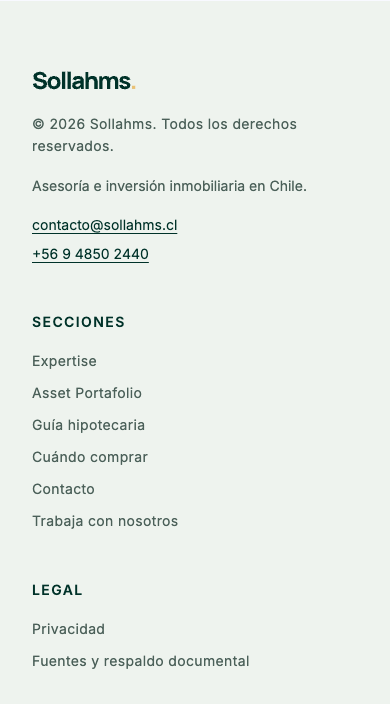 Sollahms.
© 2026 Sollahms. Todos los derechos
reservados.
Asesoría e inversión inmobiliaria en Chile.
contacto@sollahms.cl
+56 9 4850 2440
SECCIONES
Expertise
Asset Portafolio
Guía hipotecaria
Cuándo comprar
Contacto
Trabaja con nosotros
LEGAL
Privacidad
Fuentes y respaldo documental